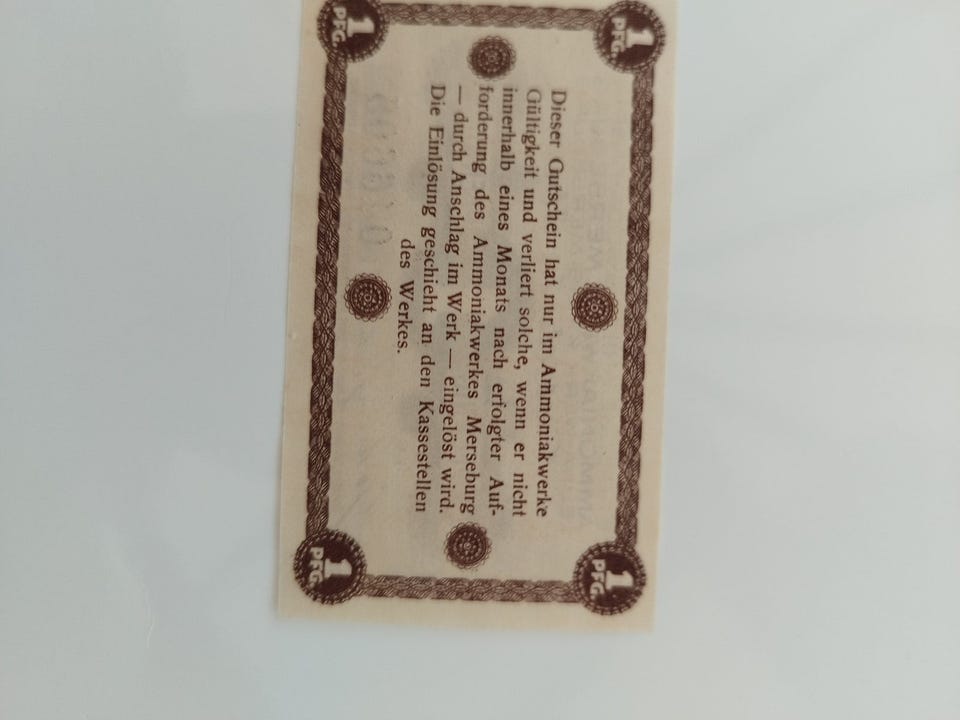 1 PFG.
1 PFG.
Dieser Gutschein hat nur im Ammoniakwerke
Gültigkeit und verliert solche, wenn er nicht
innerhalb eines Monats nach erfolgter Auf-
forderung des Ammoniakwerkes Merseburg
— durch Anschlag im Werk — eingelöst wird.
Die Einlösung geschieht an den Kassestellen
des Werkes.
1 PFG.
1 PFG.